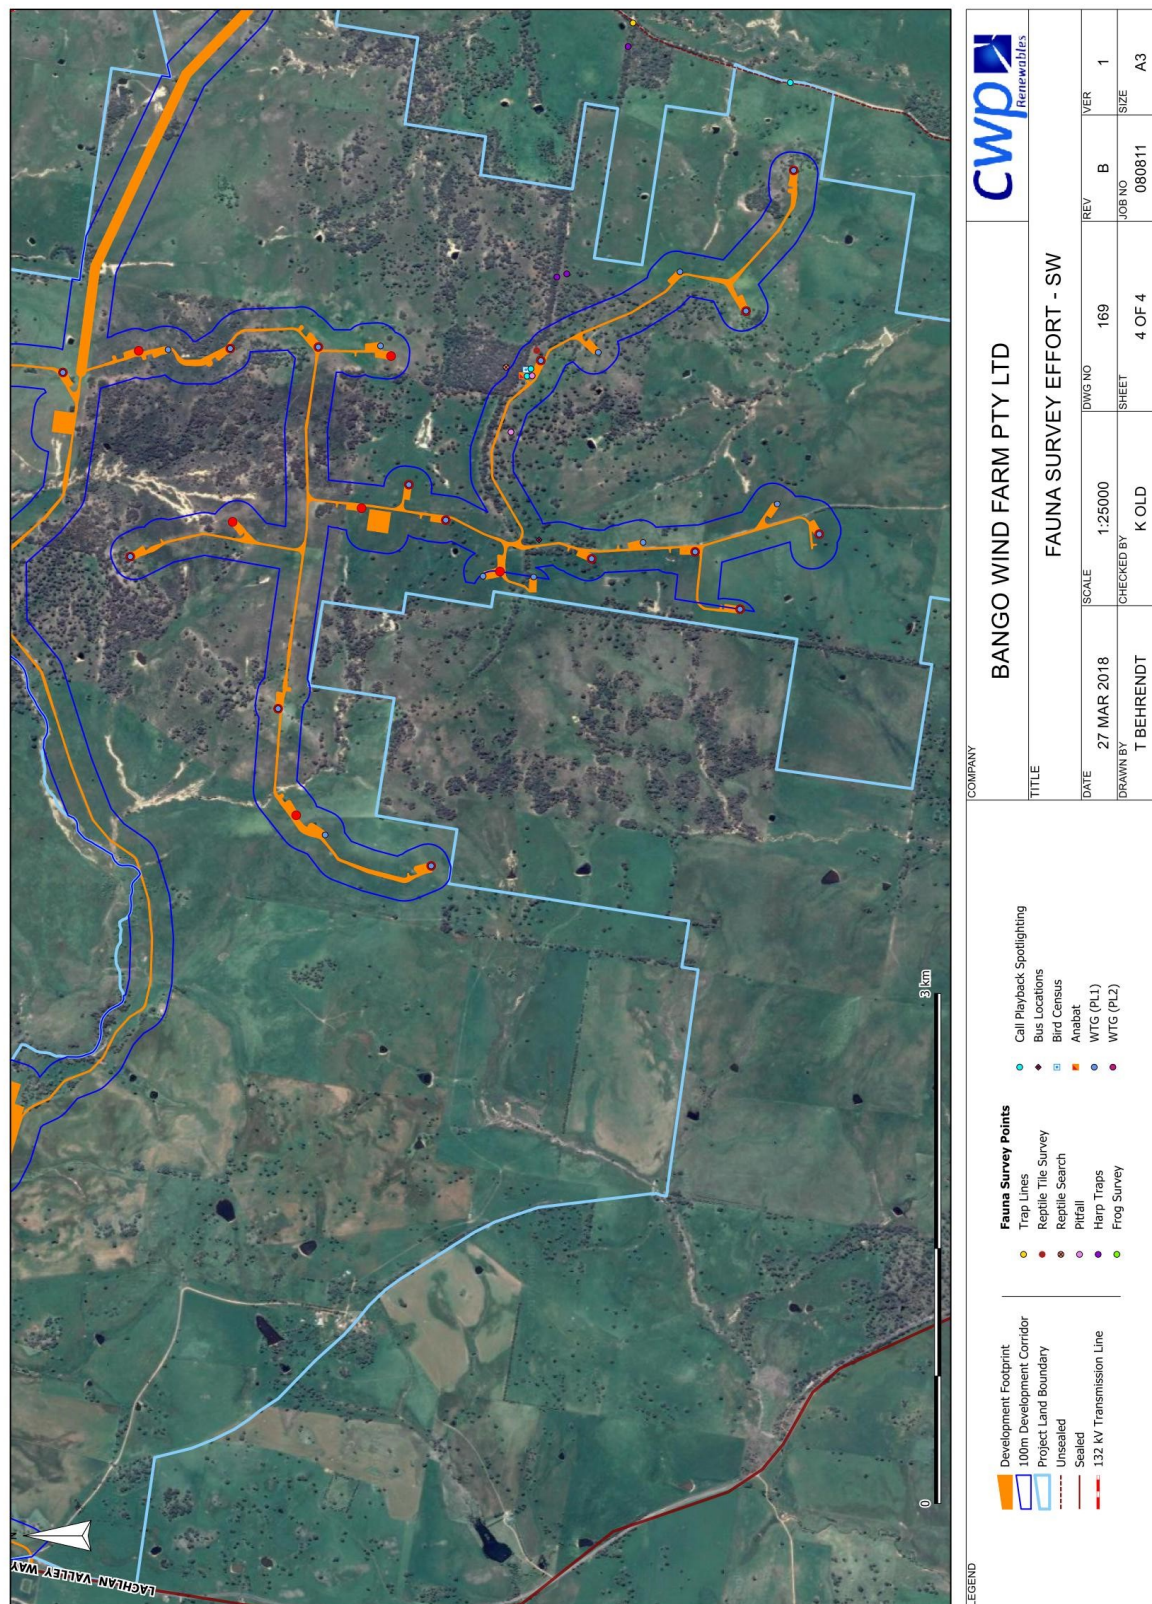 LACHLAN VALLEY WAY
0
3 km
LEGEND
Development Footprint
100m Development Corridor
Project Land Boundary
Unsealed
Sealed
132 kV Transmission Line
Fauna Survey Points
Trap Lines
Reptile Tile Survey
Reptile Search
Pitfall
Harp Traps
Frog Survey
Call Playback Spotlighting
Bus Locations
Bird Census
Anabat
WTG (PL1)
WTG (PL2)
COMPANY
BANGO WIND FARM PTY LTD
cwp
Renewables
TITLE
FAUNA SURVEY EFFORT - SW
DATE
27 MAR 2018
SCALE
1:25000
DWG NO
169
REV
B
VER
1
DRAWN BY
T BEHRENDT
CHECKED BY
K OLD
SHEET
4 OF 4
JOB NO
080811
SIZE
A3